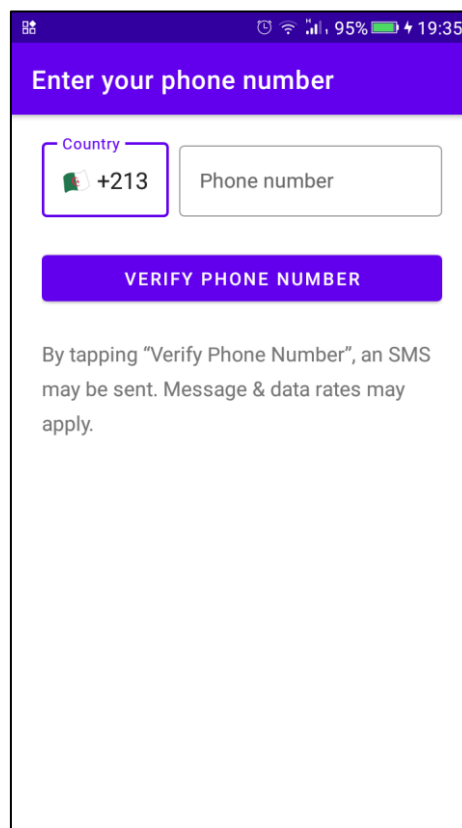 95% 19:35
Enter your phone number
Country
+213
Phone number
VERIFY PHONE NUMBER
By tapping “Verify Phone Number”, an SMS
may be sent. Message & data rates may
apply.